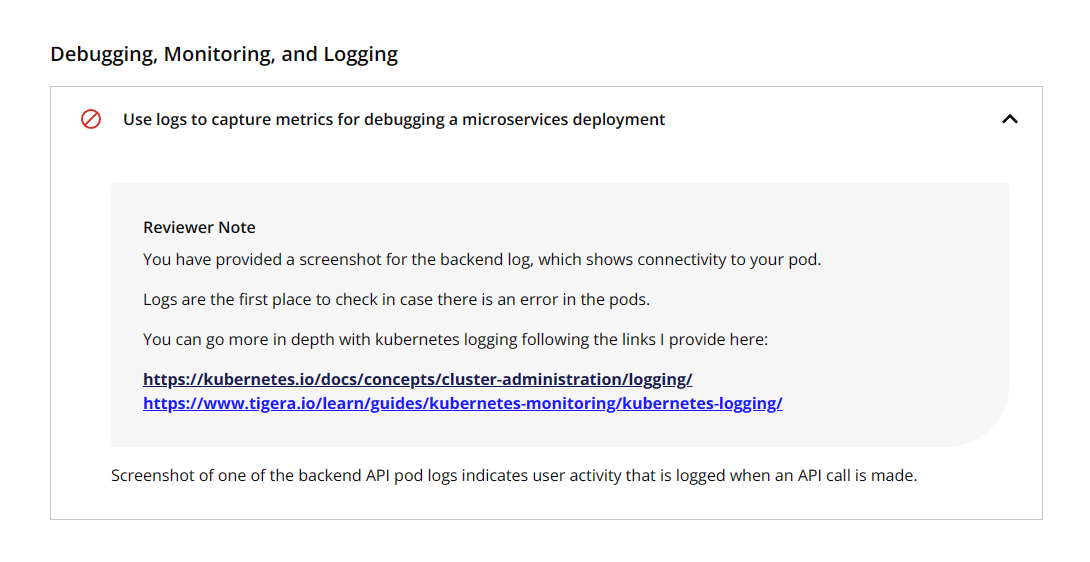 Debugging, Monitoring, and Logging
Use logs to capture metrics for debugging a microservices deployment
Reviewer Note
You have provided a screenshot for the backend log, which shows connectivity to your pod.
Logs are the first place to check in case there is an error in the pods.
You can go more in depth with kubernetes logging following the links I provide here:
https://kubernetes.io/docs/concepts/cluster-administration/logging/
https://www.tigera.io/learn/guides/kubernetes-monitoring/kubernetes-logging/
Screenshot of one of the backend API pod logs indicates user activity that is logged when an API call is made.